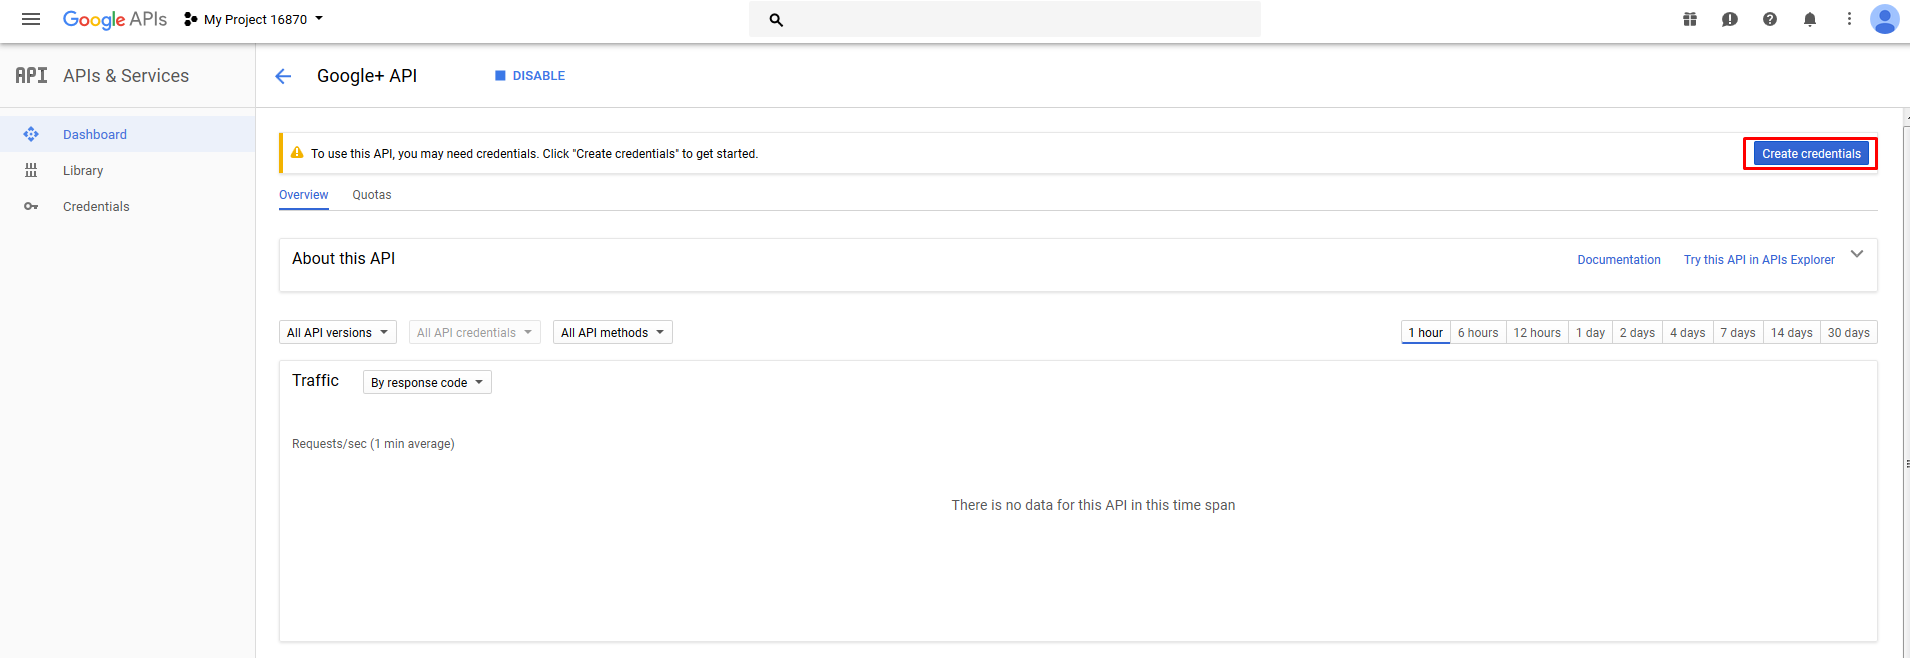 Google APIs My Project 16870
API APIs & Services
Google+ API DISABLE
Dashboard
Library
Credentials
To use this API, you may need credentials. Click "Create credentials" to get started. Create credentials
Overview Quotas
About this API Documentation Try this API in APIs Explorer
All API versions All API credentials All API methods 1 hour 6 hours 12 hours 1 day 2 days 4 days 7 days 14 days 30 days
Traffic By response code
Requests/sec (1 min average)
There is no data for this API in this time span